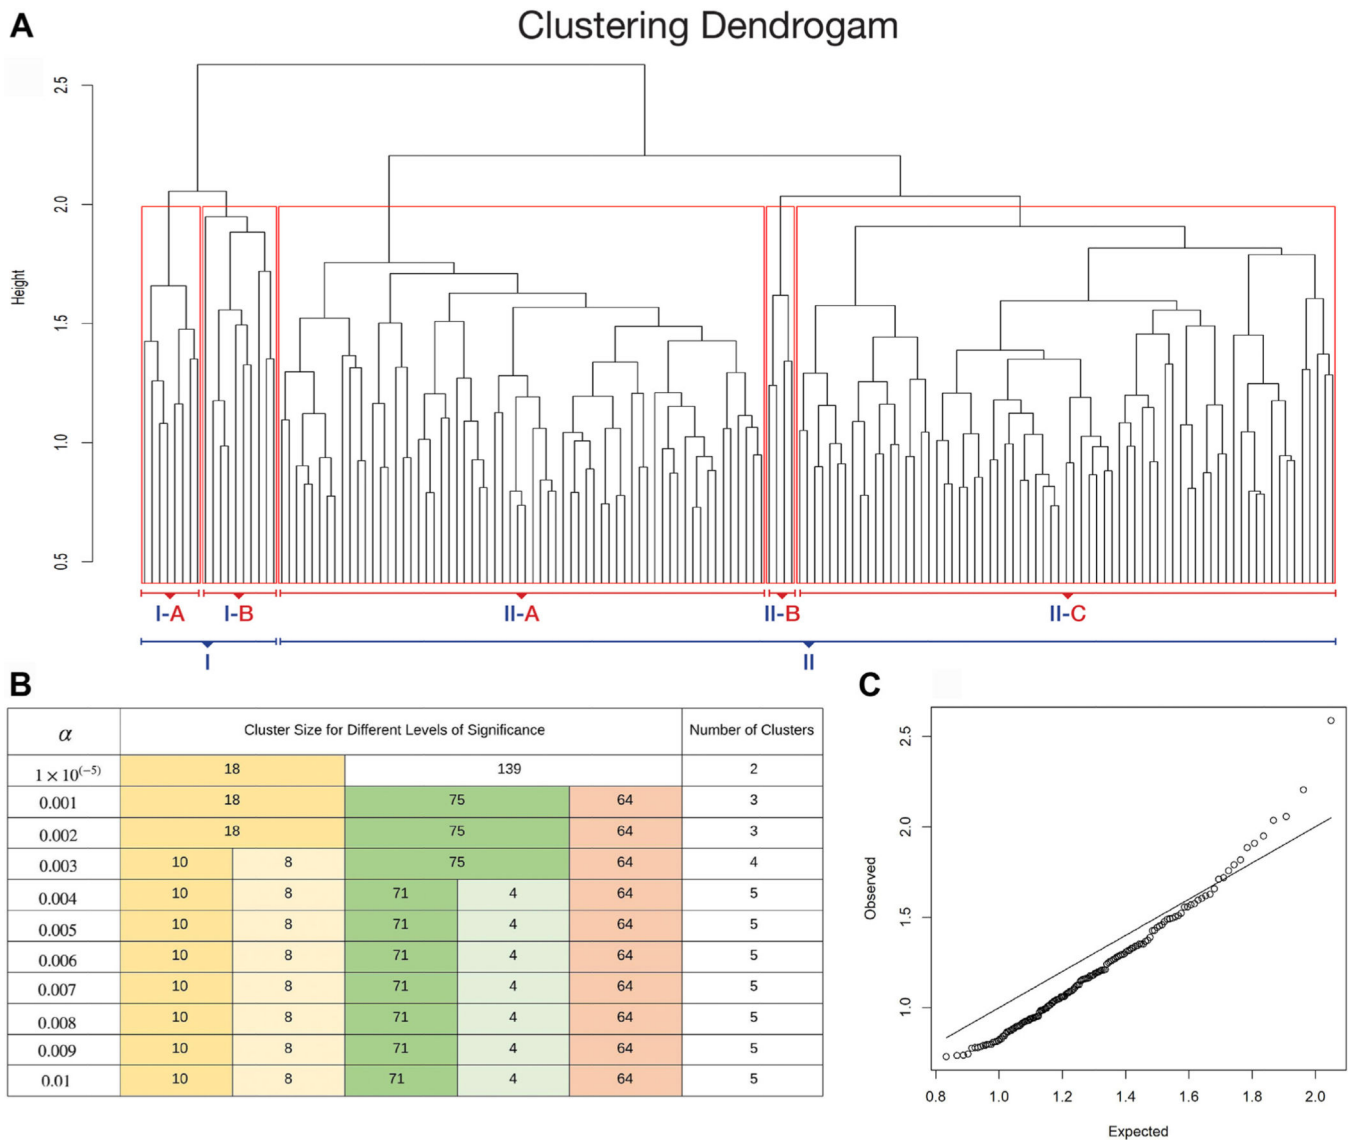 A
Clustering Dendrogam
Height
2.5
2.0
1.5
1.0
0.5
I-A I-B II-A II-B II-C
I II
B
α Cluster Size for Different Levels of Significance Number of Clusters
1 × 10(−5) 18 139 2
0.001 18 75 64 3
0.002 18 75 64 3
0.003 10 8 75 64 4
0.004 10 8 71 4 64 5
0.005 10 8 71 4 64 5
0.006 10 8 71 4 64 5
0.007 10 8 71 4 64 5
0.008 10 8 71 4 64 5
0.009 10 8 71 4 64 5
0.01 10 8 71 4 64 5
C
Observed
2.5
2.0
1.5
1.0
0.8 1.0 1.2 1.4 1.6 1.8 2.0
Expected